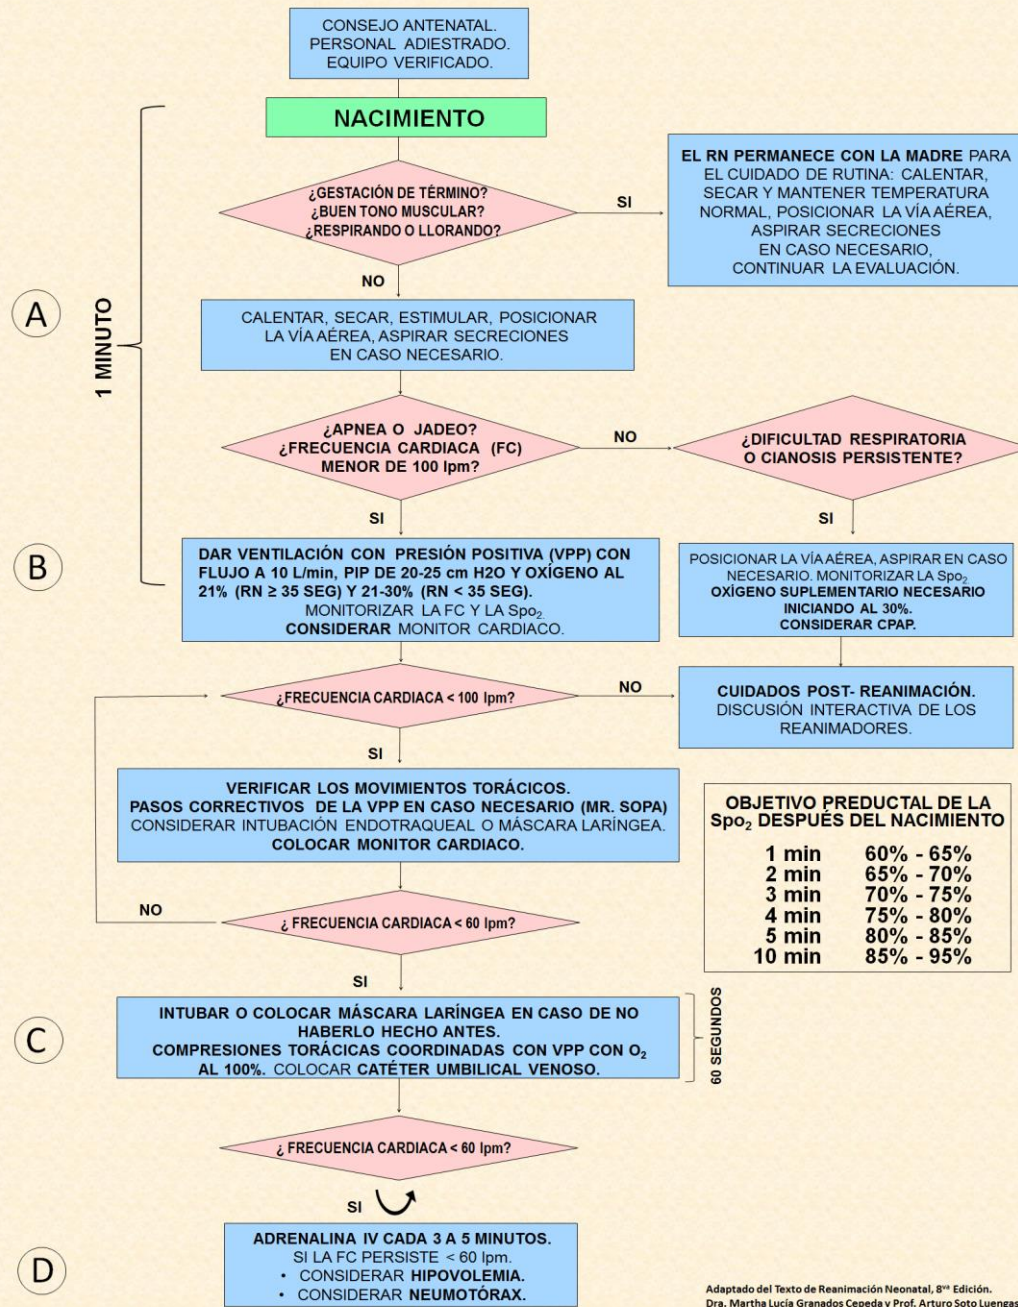 CONSEJO ANTENATAL.
PERSONAL ADIESTRADO.
EQUIPO VERIFICADO.
NACIMIENTO
¿GESTACIÓN DE TÉRMINO?
¿BUEN TONO MUSCULAR?
¿RESPIRANDO O LLORANDO?
SI
EL RN PERMANECE CON LA MADRE PARA
EL CUIDADO DE RUTINA: CALENTAR,
SECAR Y MANTENER TEMPERATURA
NORMAL, POSICIONAR LA VÍA AÉREA,
ASPIRAR SECRECIONES
EN CASO NECESARIO,
CONTINUAR LA EVALUACIÓN.
NO
A
1 MINUTO
CALENTAR, SECAR, ESTIMULAR, POSICIONAR
LA VÍA AÉREA, ASPIRAR SECRECIONES
EN CASO NECESARIO.
¿APNEA O JADEO?
¿FRECUENCIA CARDIACA (FC)
MENOR DE 100 lpm?
NO
¿DIFICULTAD RESPIRATORIA
O CIANOSIS PERSISTENTE?
SI
SI
B
DAR VENTILACIÓN CON PRESIÓN POSITIVA (VPP) CON
FLUJO A 10 L/min, PIP DE 20-25 cm H2O Y OXÍGENO AL
21% (RN ≥ 35 SEG) Y 21-30% (RN < 35 SEG).
MONITORIZAR LA FC Y LA Spo2.
CONSIDERAR MONITOR CARDIACO.
POSICIONAR LA VÍA AÉREA, ASPIRAR EN CASO
NECESARIO. MONITORIZAR LA Spo2.
OXÍGENO SUPLEMENTARIO NECESARIO
INICIANDO AL 30%.
CONSIDERAR CPAP.
¿FRECUENCIA CARDIACA < 100 lpm?
NO
CUIDADOS POST- REANIMACIÓN.
DISCUSIÓN INTERACTIVA DE LOS
REANIMADORES.
SI
VERIFICAR LOS MOVIMIENTOS TORÁCICOS.
PASOS CORRECTIVOS DE LA VPP EN CASO NECESARIO (MR. SOPA)
CONSIDERAR INTUBACIÓN ENDOTRAQUEAL O MÁSCARA LARÍNGEA.
COLOCAR MONITOR CARDIACO.
OBJETIVO PREDUCTAL DE LA
Spo2 DESPUÉS DEL NACIMIENTO
1 min 60% - 65%
2 min 65% - 70%
3 min 70% - 75%
4 min 75% - 80%
5 min 80% - 85%
10 min 85% - 95%
NO
¿ FRECUENCIA CARDIACA < 60 lpm?
SI
C
INTUBAR O COLOCAR MÁSCARA LARÍNGEA EN CASO DE NO
HABERLO HECHO ANTES.
COMPRESIONES TORÁCICAS COORDINADAS CON VPP CON O2
AL 100%. COLOCAR CATÉTER UMBILICAL VENOSO.
60 SEGUNDOS
¿ FRECUENCIA CARDIACA < 60 lpm?
SI
D
ADRENALINA IV CADA 3 A 5 MINUTOS.
SI LA FC PERSISTE < 60 lpm.
• CONSIDERAR HIPOVOLEMIA.
• CONSIDERAR NEUMOTÓRAX.
Adaptado del Texto de Reanimación Neonatal, 8va Edición.
Dra. Martha Lucía Granados Cepeda y Prof. Arturo Soto Luengas